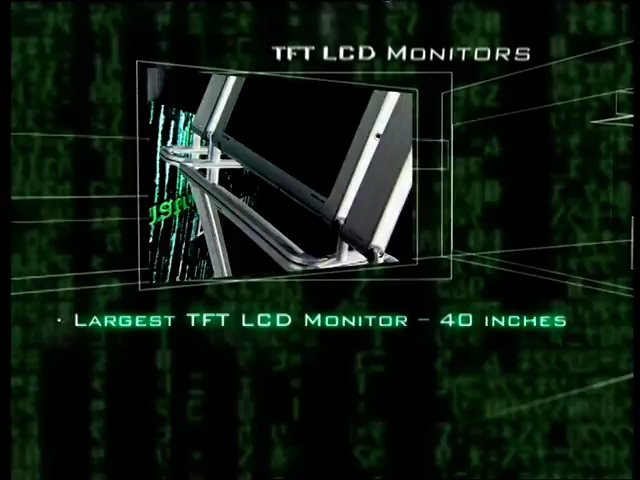 TFT LCD MONITORS
· LARGEST TFT LCD MONITOR – 40 INCHES